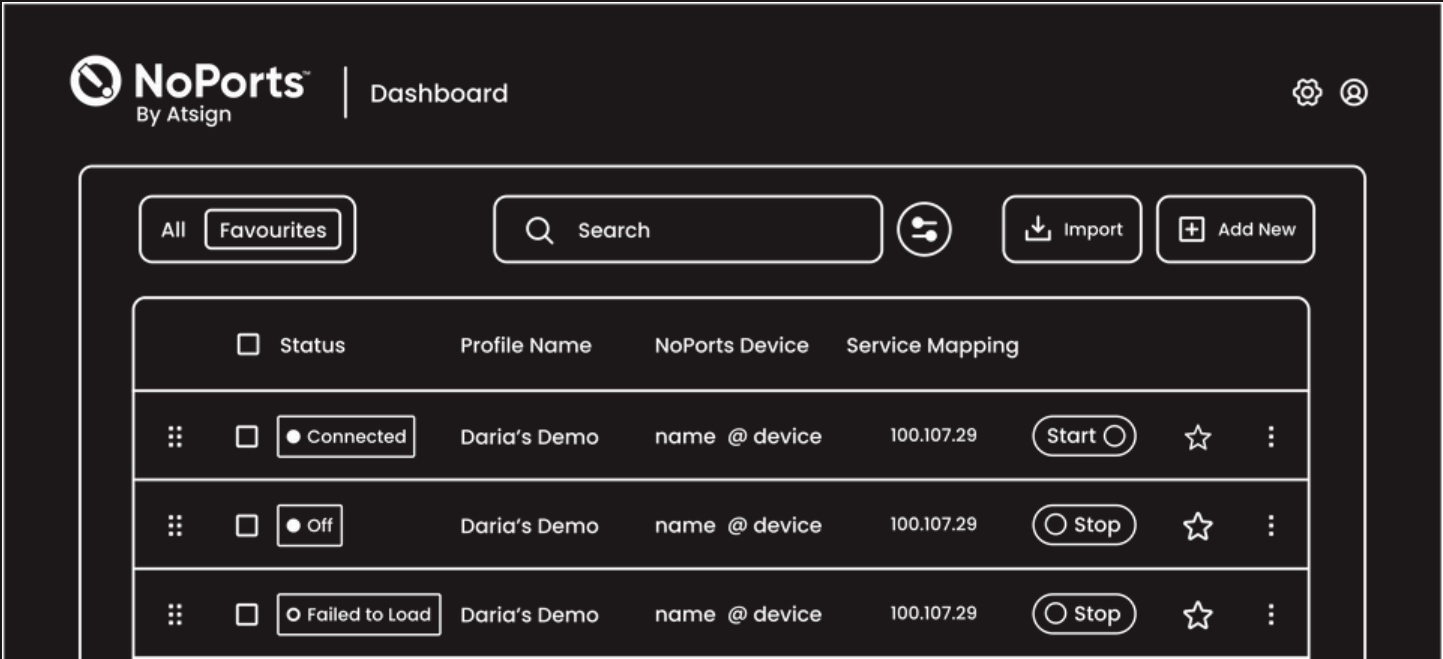 NoPorts™ | Dashboard
By Atsign
All Favourites Search Import Add New
Status Profile Name NoPorts Device Service Mapping
Connected Daria's Demo name @ device 100.107.29 Start
Off Daria's Demo name @ device 100.107.29 Stop
Failed to Load Daria's Demo name @ device 100.107.29 Stop